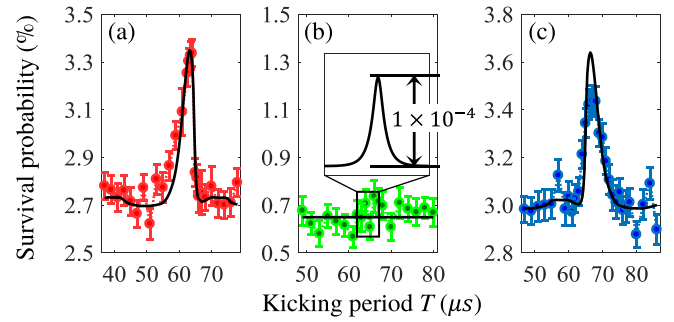 (a) (b) (c)
Survival probability (%)
3.5
3.3
3.1
2.9
2.7
2.5
40 50 60 70
1.5
1.3
1.1
0.9
0.7
0.5
50 60 70 80
1 × 10⁻⁴
3.8
3.6
3.4
3.2
3.0
2.8
50 60 70 80
Kicking period T (μs)